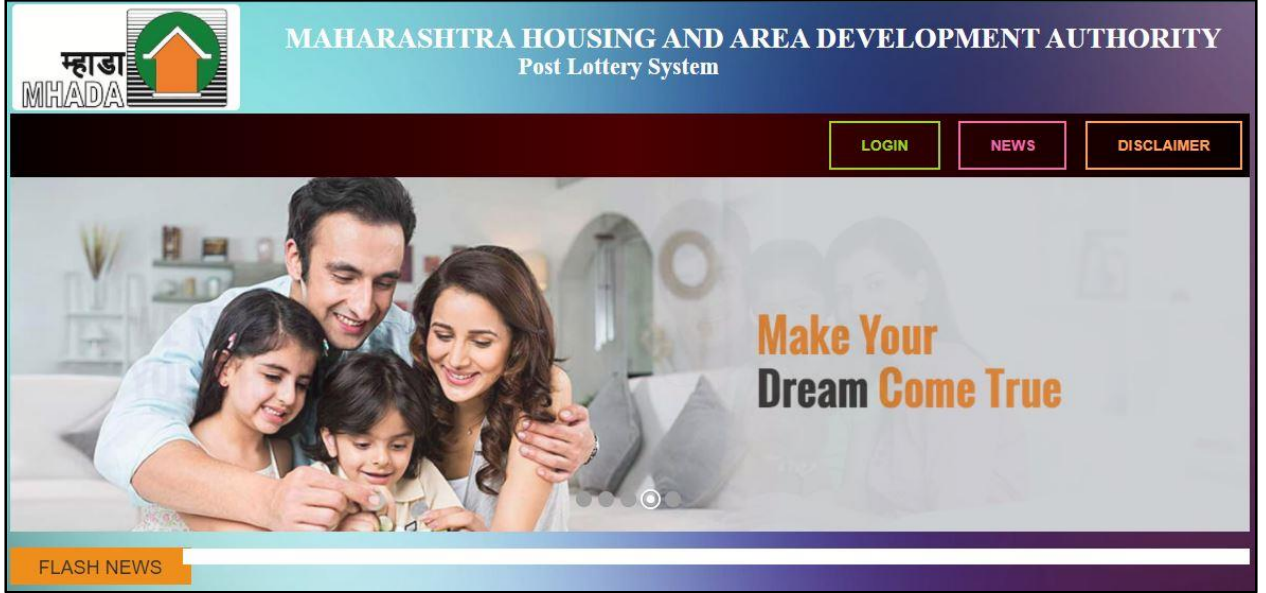 म्हाडा
MHADA
MAHARASHTRA HOUSING AND AREA DEVELOPMENT AUTHORITY
Post Lottery System
LOGIN NEWS DISCLAIMER
Make Your
Dream Come True
FLASH NEWS